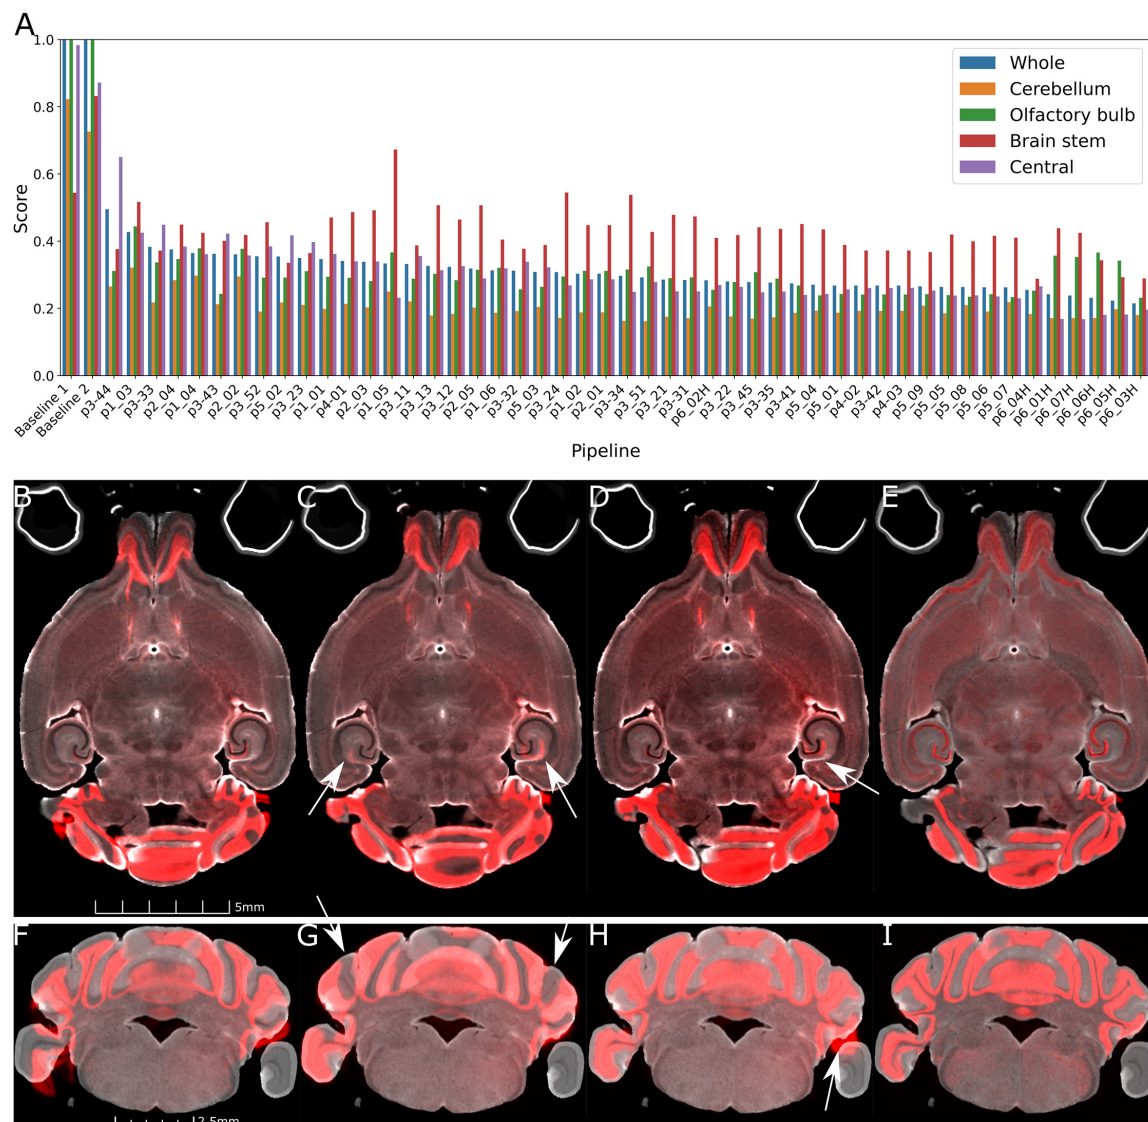 A
1.0
0.8
0.6
0.4
0.2
0.0
Score
Whole
Cerebellum
Olfactory bulb
Brain stem
Central
Baseline 1
Baseline 2
p3-44
p1_03
p3-33
p2_04
p1_04
p3-43
p2_02
p3_52
p5_02
p3_23
p1_01
p4-01
p2_03
p1_05
p3_11
p3_13
p3_12
p2_05
p1_06
p3-32
p5_03
p3_24
p1_02
p2_01
p3-34
p3_51
p3_21
p3-31
p6_02H
p3_22
p3_45
p3-35
p3-41
p5_04
p5_01
p4-02
p3-42
p4-03
p5_09
p5_05
p5_08
p5_06
p5_07
p6_04H
p6_01H
p6_07H
p6_06H
p6_05H
p6_03H
Pipeline
B
C
D
E
5mm
F
G
H
I
2.5mm